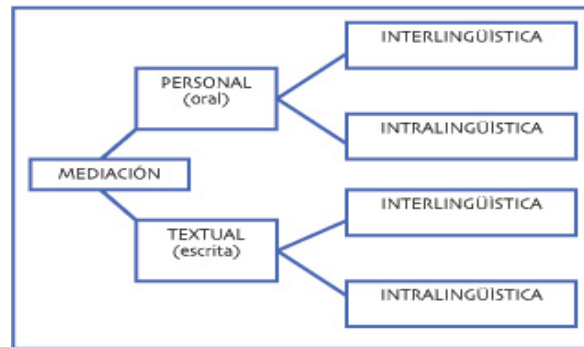 INTERLINGÜÍSTICA
PERSONAL
(oral)
INTRALINGÜÍSTICA
MEDIACIÓN
INTERLINGÜÍSTICA
TEXTUAL
(escrita)
INTRALINGÜÍSTICA